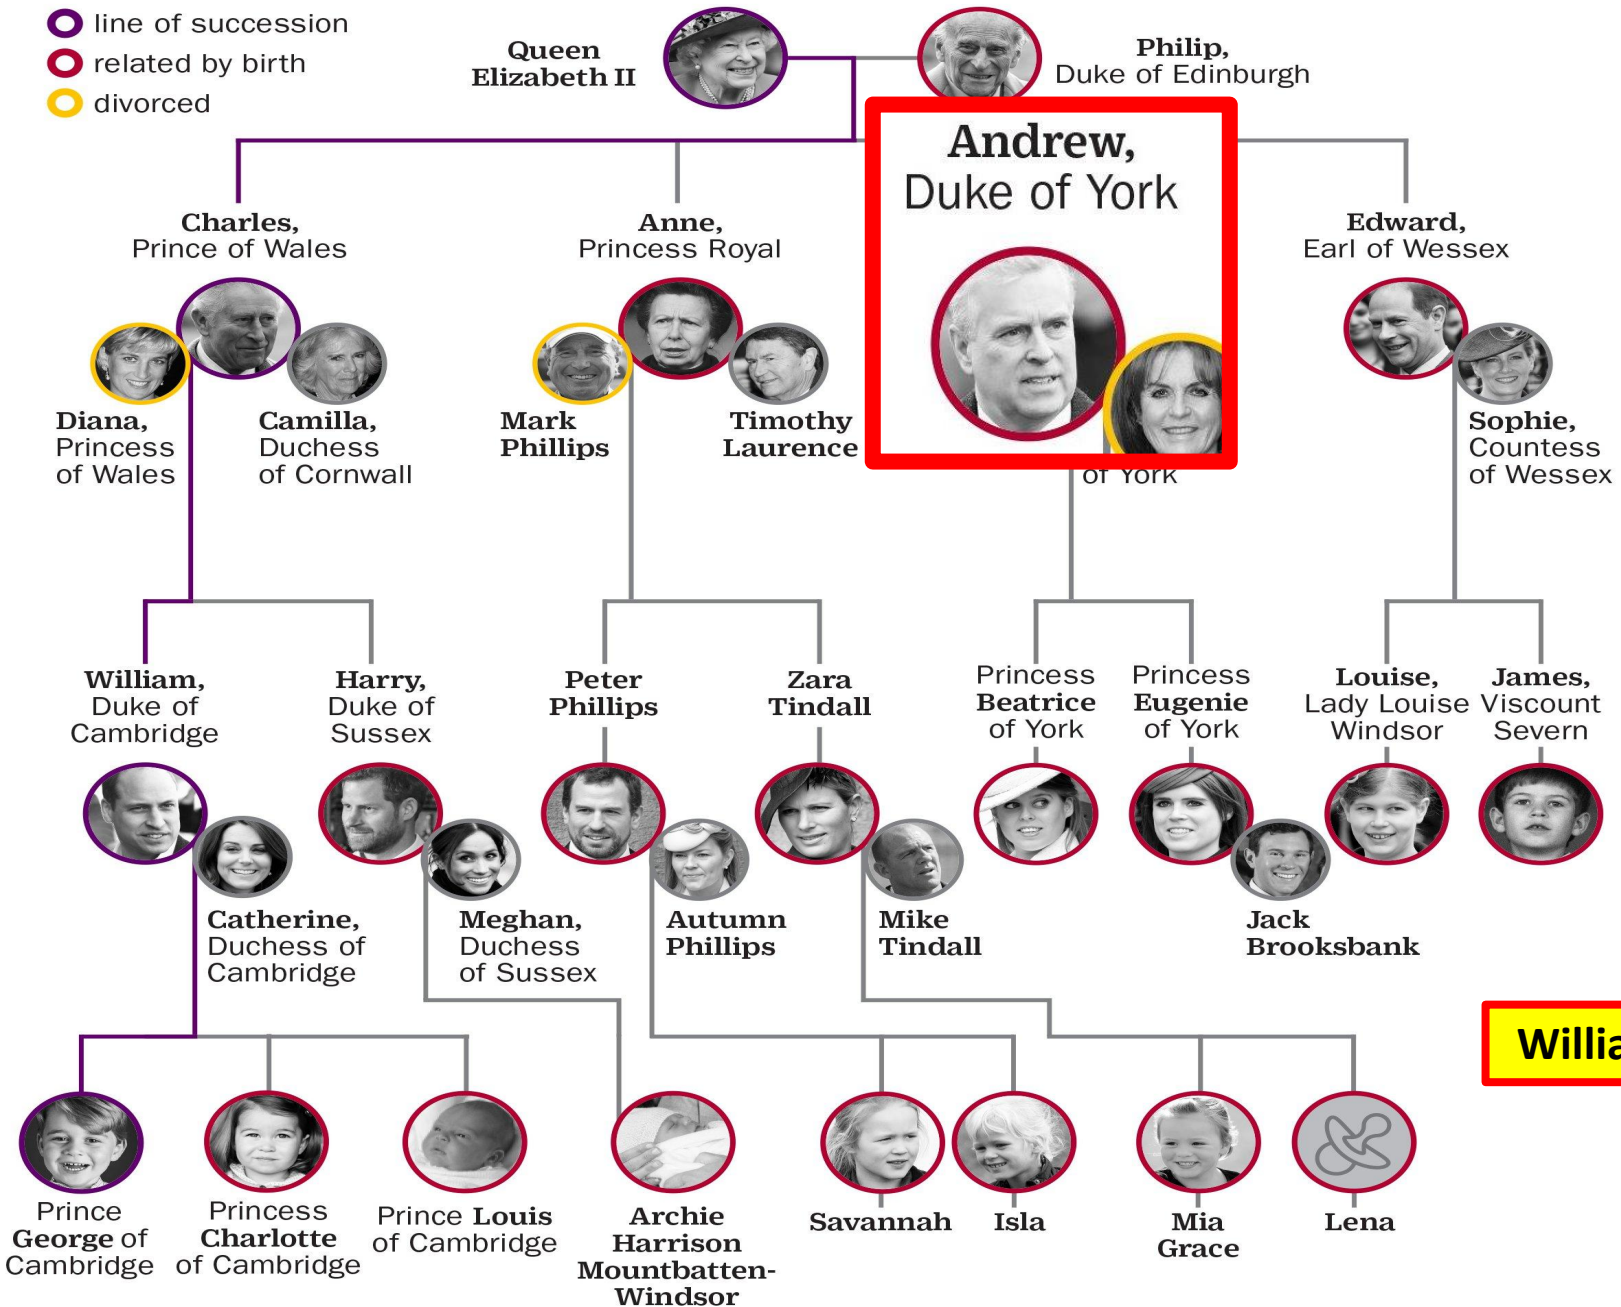 line of succession
related by birth
divorced
Queen
Elizabeth II
Philip,
Duke of Edinburgh
Andrew,
Duke of York
Charles,
Prince of Wales
Anne,
Princess Royal
Edward,
Earl of Wessex
Diana,
Princess
of Wales
Camilla,
Duchess
of Cornwall
Mark
Phillips
Timothy
Laurence
of York
Sophie,
Countess
of Wessex
William,
Duke of
Cambridge
Harry,
Duke of
Sussex
Peter
Phillips
Zara
Tindall
Princess
Beatrice
of York
Princess
Eugenie
of York
Louise,
Lady Louise
Windsor
James,
Viscount
Severn
Catherine,
Duchess of
Cambridge
Meghan,
Duchess
of Sussex
Autumn
Phillips
Mike
Tindall
Jack
Brooksbank
Prince
George of
Cambridge
Princess
Charlotte
of Cambridge
Prince Louis
of Cambridge
Archie
Harrison
Mountbatten-
Windsor
Savannah
Isla
Mia
Grace
Lena